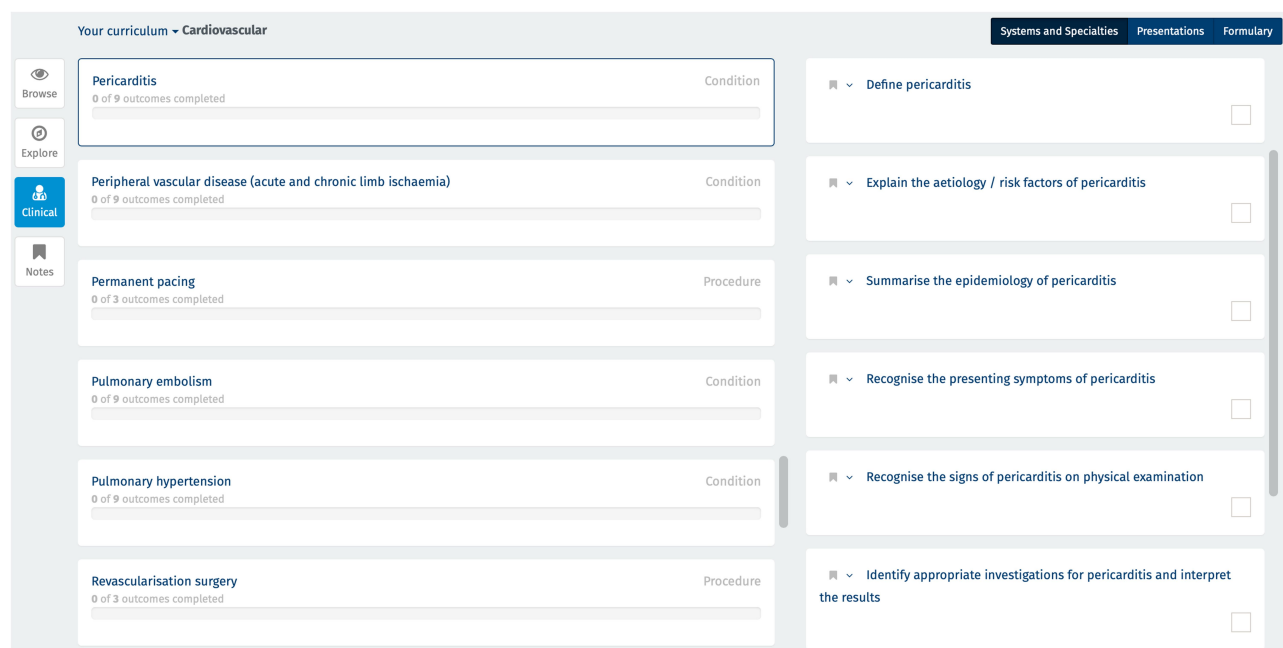 Your curriculum Cardiovascular
Systems and Specialties Presentations Formulary
Browse
Explore
Clinical
Notes
Pericarditis Condition
0 of 9 outcomes completed
Peripheral vascular disease (acute and chronic limb ischaemia) Condition
0 of 9 outcomes completed
Permanent pacing Procedure
0 of 3 outcomes completed
Pulmonary embolism Condition
0 of 9 outcomes completed
Pulmonary hypertension Condition
0 of 9 outcomes completed
Revascularisation surgery Procedure
0 of 3 outcomes completed
Define pericarditis
Explain the aetiology / risk factors of pericarditis
Summarise the epidemiology of pericarditis
Recognise the presenting symptoms of pericarditis
Recognise the signs of pericarditis on physical examination
Identify appropriate investigations for pericarditis and interpret
the results